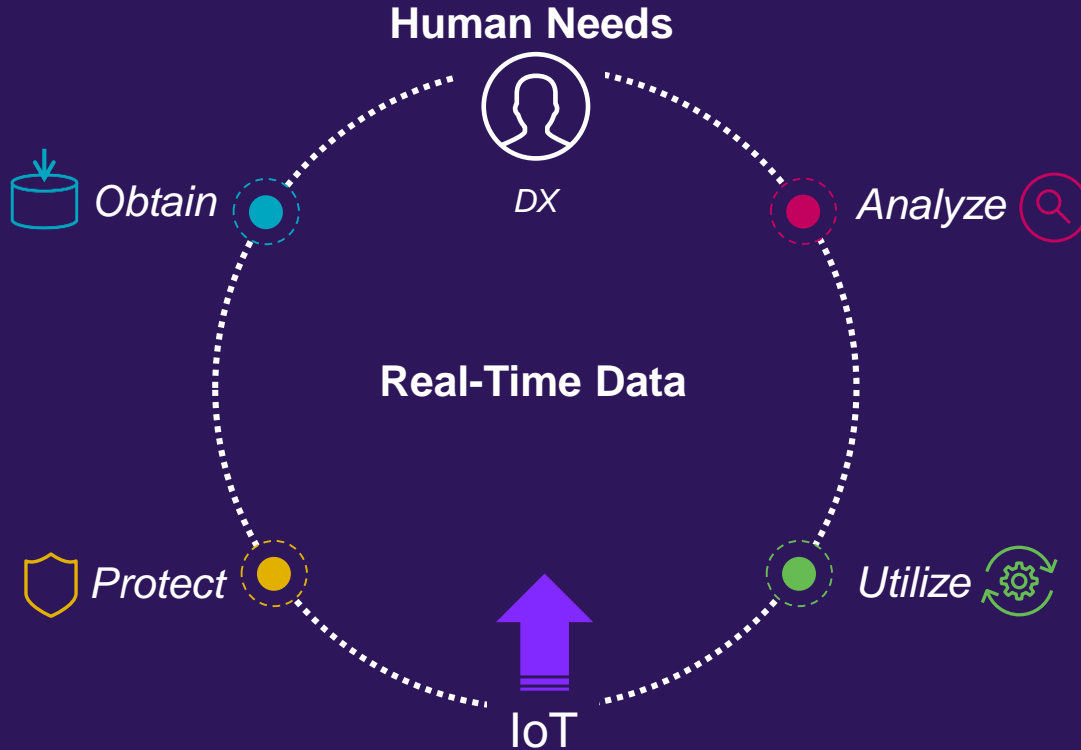 Human Needs
DX
Obtain
Analyze
Real-Time Data
Protect
Utilize
IoT